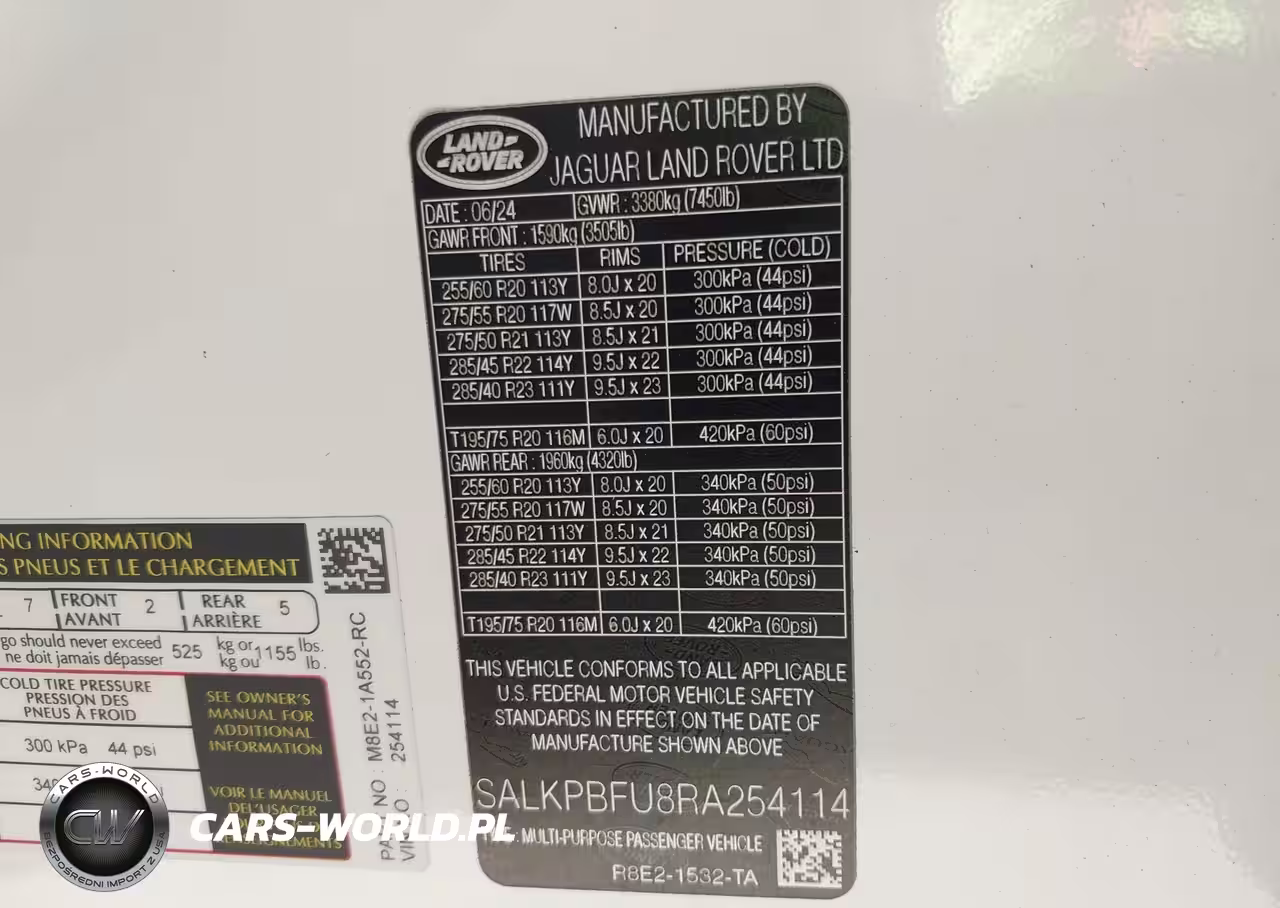 LAND-
-ROVER
MANUFACTURED BY
JAGUAR LAND ROVER LTD
DATE : 06/24 GVWR : 3380kg (7450lb)
GAWR FRONT : 1590kg (3505lb)
TIRES RIMS PRESSURE (COLD)
255/60 R20 113Y 8.0J x 20 300kPa (44psi)
275/55 R20 117W 8.5J x 20 300kPa (44psi)
275/50 R21 113Y 8.5J x 21 300kPa (44psi)
285/45 R22 114Y 9.5J x 22 300kPa (44psi)
285/40 R23 111Y 9.5J x 23 300kPa (44psi)
T195/75 R20 116M 6.0J x 20 420kPa (60psi)
GAWR REAR : 1960kg (4320lb)
255/60 R20 113Y 8.0J x 20 340kPa (50psi)
275/55 R20 117W 8.5J x 20 340kPa (50psi)
275/50 R21 113Y 8.5J x 21 340kPa (50psi)
285/45 R22 114Y 9.5J x 22 340kPa (50psi)
285/40 R23 111Y 9.5J x 23 340kPa (50psi)
T195/75 R20 116M 6.0J x 20 420kPa (60psi)
THIS VEHICLE CONFORMS TO ALL APPLICABLE
U.S. FEDERAL MOTOR VEHICLE SAFETY
STANDARDS IN EFFECT ON THE DATE OF
MANUFACTURE SHOWN ABOVE
SALKPBFU8RA254114
MULTI-PURPOSE PASSENGER VEHICLE
R8E2-1532-TA
NG INFORMATION
S PNEUS ET LE CHARGEMENT
7 FRONT 2 REAR 5
AVANT ARRIÈRE
go should never exceed 525 kg or 1155 lbs.
ne doit jamais dépasser kg ou lb.
COLD TIRE PRESSURE
PRESSION DES
PNEUS À FROID
300 kPa 44 psi
SEE OWNER'S
MANUAL FOR
ADDITIONAL
INFORMATION
VOIR LE MANUEL
DE L'USAGER
M8E2-1A552-RC
254114
CARS-WORLD
CW
BEZPOŚREDNI IMPORT Z USA
CARS-WORLD.PL